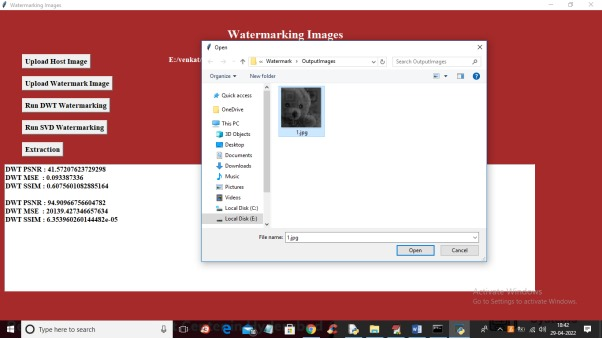 Watermarking Images
Watermarking Images
Upload Host Image
E:/venkat/
Upload Watermark Image
Run DWT Watermarking
Run SVD Watermarking
Extraction
DWT PSNR : 41.57207623729298
DWT MSE : 0.093387336
DWT SSIM : 0.6075601082885164
DWT PSNR : 94.90966756604782
DWT MSE : 20139.427346657634
DWT SSIM : 6.353960260144482e-05
Open
« Watermark › OutputImages
Search OutputImages
Organize
New folder
Quick access
OneDrive
This PC
3D Objects
Desktop
Documents
Downloads
Music
Pictures
Videos
Local Disk (C:)
Local Disk (E:)
1.jpg
File name: 1.jpg
Open
Cancel
Activate Windows
Go to Settings to activate Windows.
Type here to search
18:42
29-04-2022